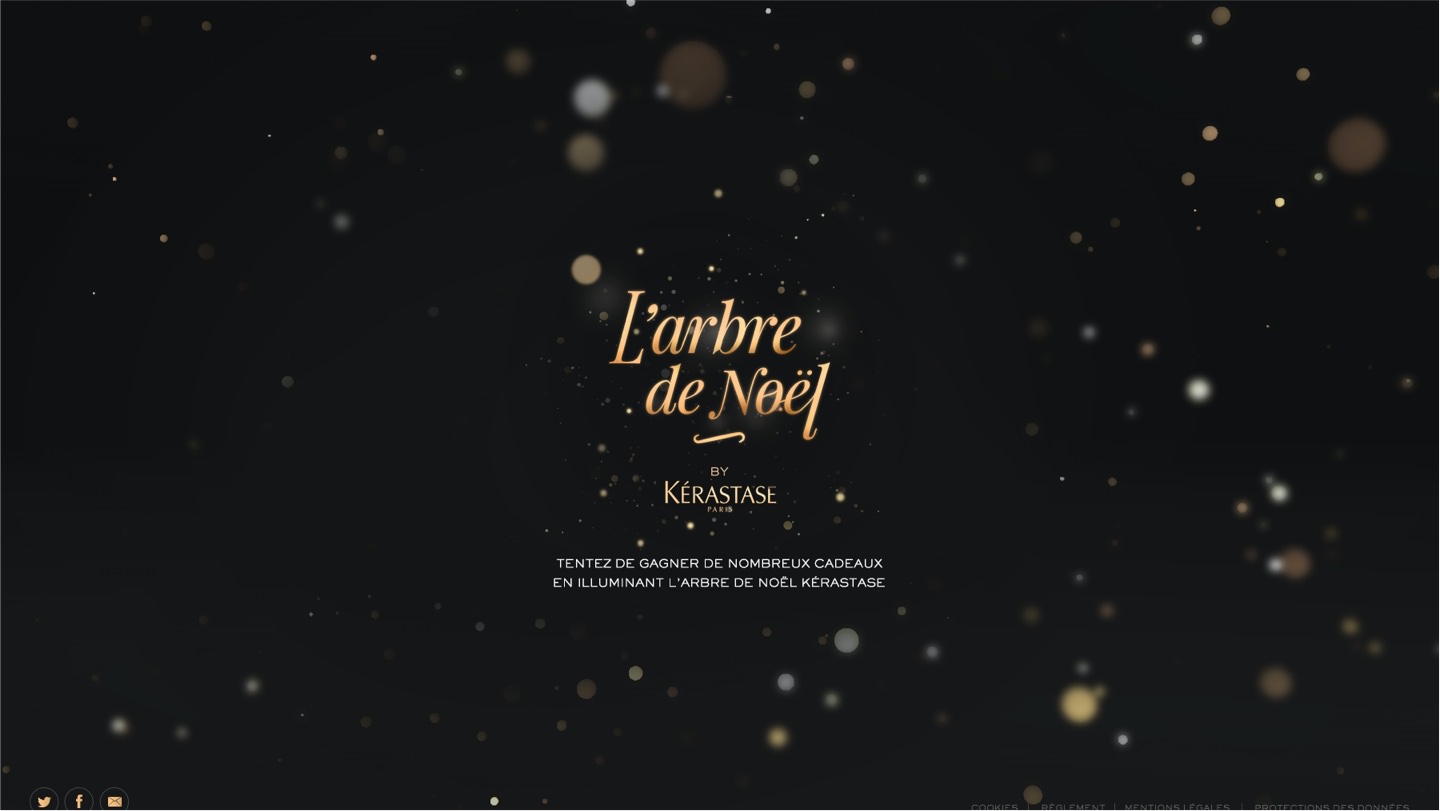 L'arbre
de Noël
BY
KÉRASTASE
PARIS
TENTEZ DE GAGNER DE NOMBREUX CADEAUX
EN ILLUMINANT L'ARBRE DE NOËL KÉRASTASE
COOKIES | RÈGLEMENT | MENTIONS LÉGALES | PROTECTIONS DES DONNÉES